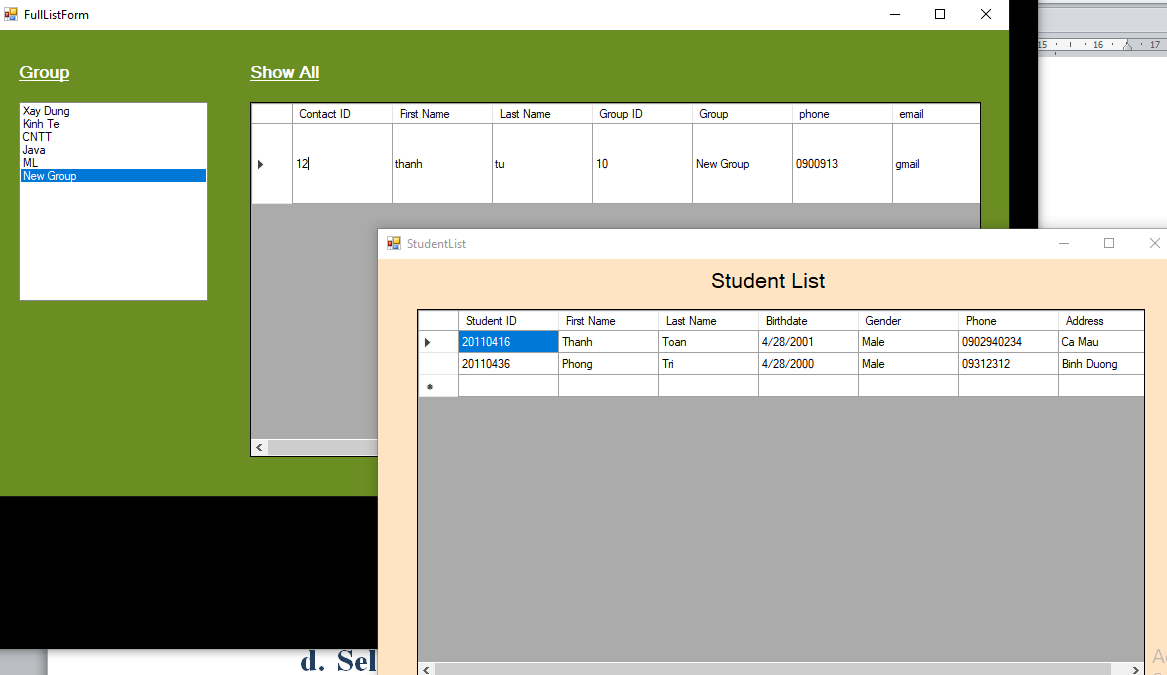 FullListForm
15 16 17
Group
Show All
Xay Dung
Kinh Te
CNTT
Java
ML
New Group
Contact ID First Name Last Name Group ID Group phone email
12 thanh tu 10 New Group 0900913 gmail
StudentList
Student List
Student ID First Name Last Name Birthdate Gender Phone Address
20110416 Thanh Toan 4/28/2001 Male 0902940234 Ca Mau
20110436 Phong Tri 4/28/2000 Male 09312312 Binh Duong
d. Sel